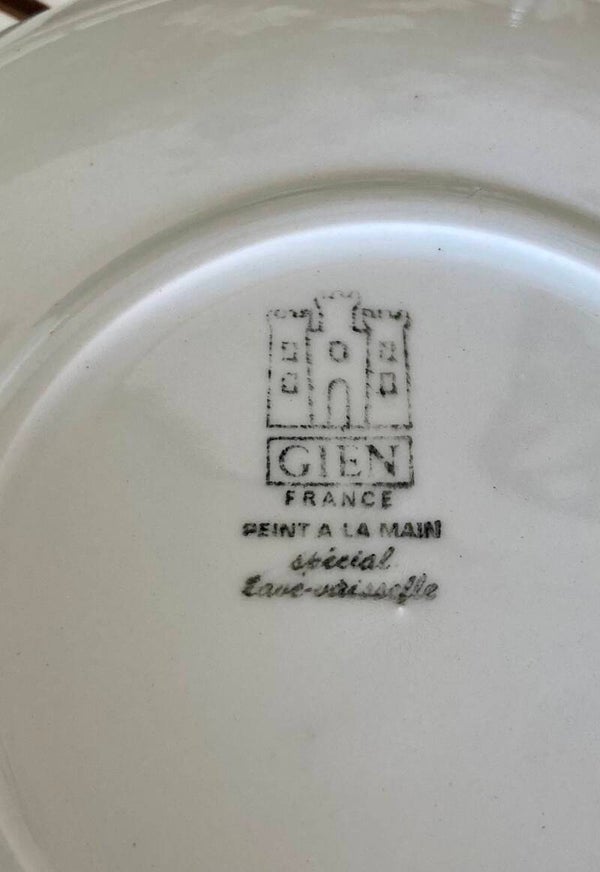 GIEN
FRANCE
PEINT A LA MAIN
spécial
Lave-vaisselle